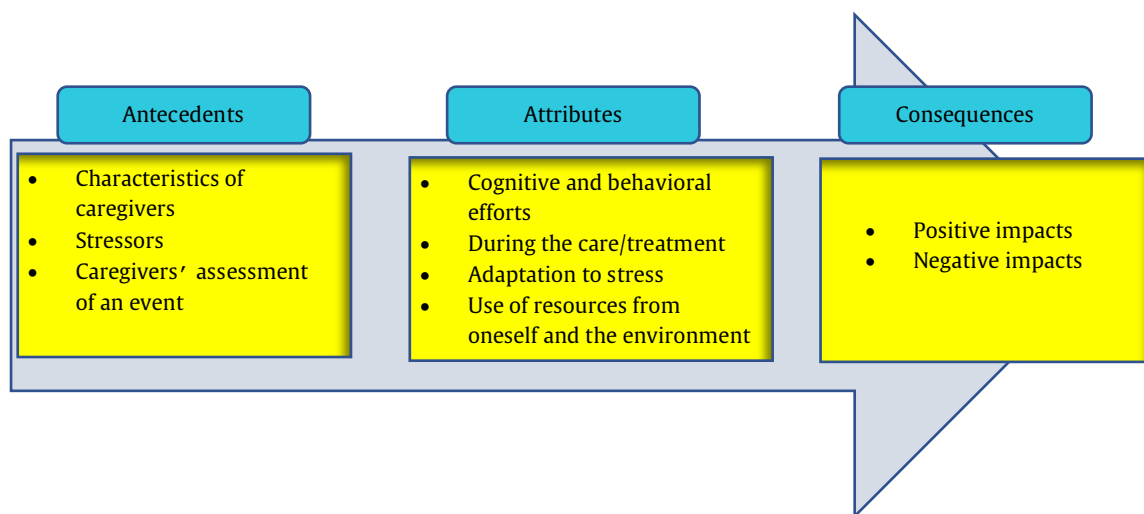 Antecedents
• Characteristics of
caregivers
• Stressors
• Caregivers’ assessment
of an event
Attributes
• Cognitive and behavioral
efforts
• During the care/treatment
• Adaptation to stress
• Use of resources from
oneself and the environment
Consequences
• Positive impacts
• Negative impacts